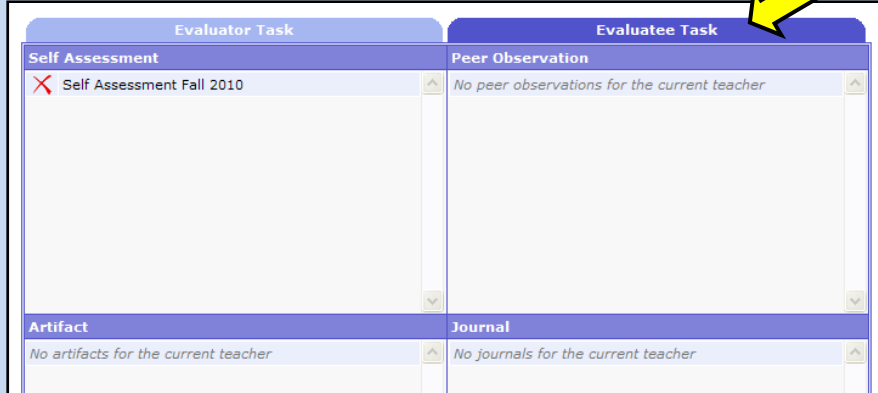 Evaluator Task
Evaluatee Task
Self Assessment
Peer Observation
Self Assessment Fall 2010
No peer observations for the current teacher
Artifact
Journal
No artifacts for the current teacher
No journals for the current teacher